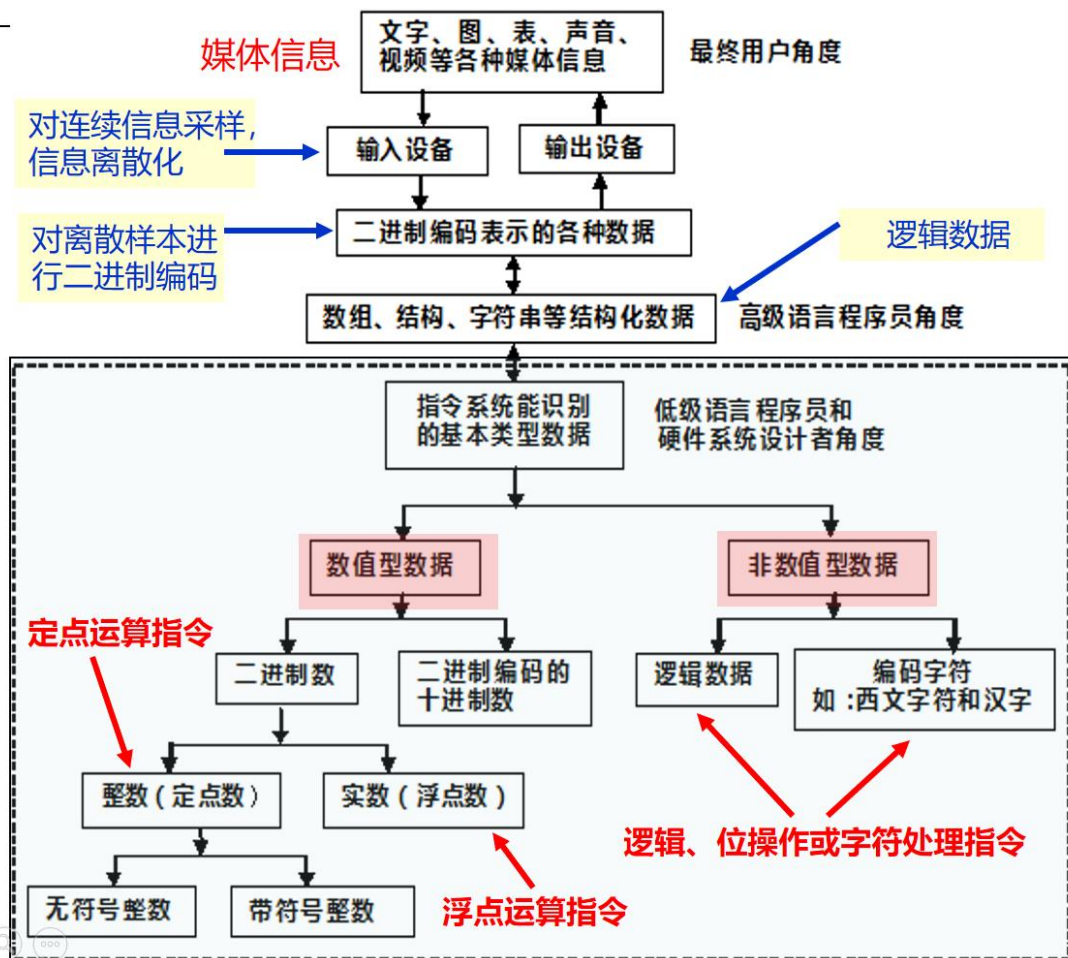 媒体信息
文字、图、表、声音、
视频等各种媒体信息
最终用户角度
对连续信息采样，
信息离散化
输入设备
输出设备
对离散样本进
行二进制编码
二进制编码表示的各种数据
逻辑数据
数组、结构、字符串等结构化数据
高级语言程序员角度
指令系统能识别
的基本类型数据
低级语言程序员和
硬件系统设计者角度
数值型数据
非数值型数据
定点运算指令
二进制数
二进制编码的
十进制数
逻辑数据
编码字符
如：西文字符和汉字
整数（定点数）
实数（浮点数）
逻辑、位操作或字符处理指令
无符号整数
带符号整数
浮点运算指令